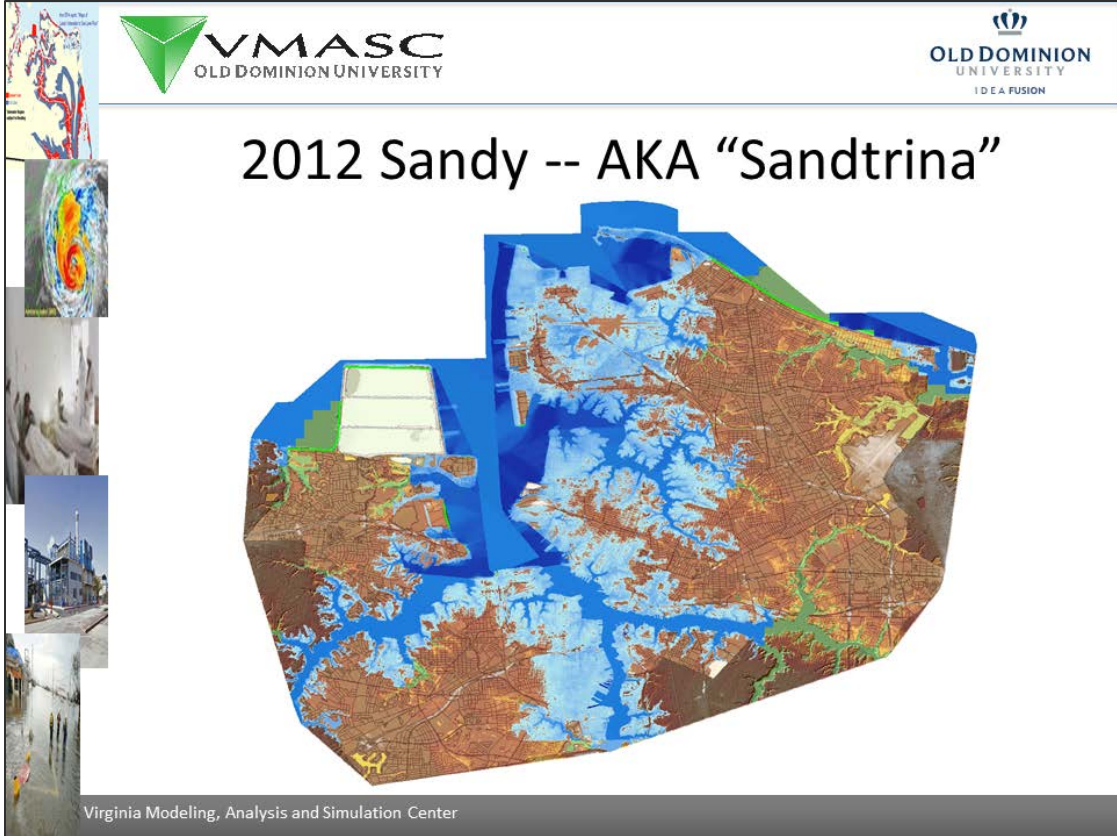 VMASC
OLD DOMINION UNIVERSITY
OLD DOMINION
UNIVERSITY
IDEA FUSION
2012 Sandy -- AKA “Sandtrina”
Virginia Modeling, Analysis and Simulation Center